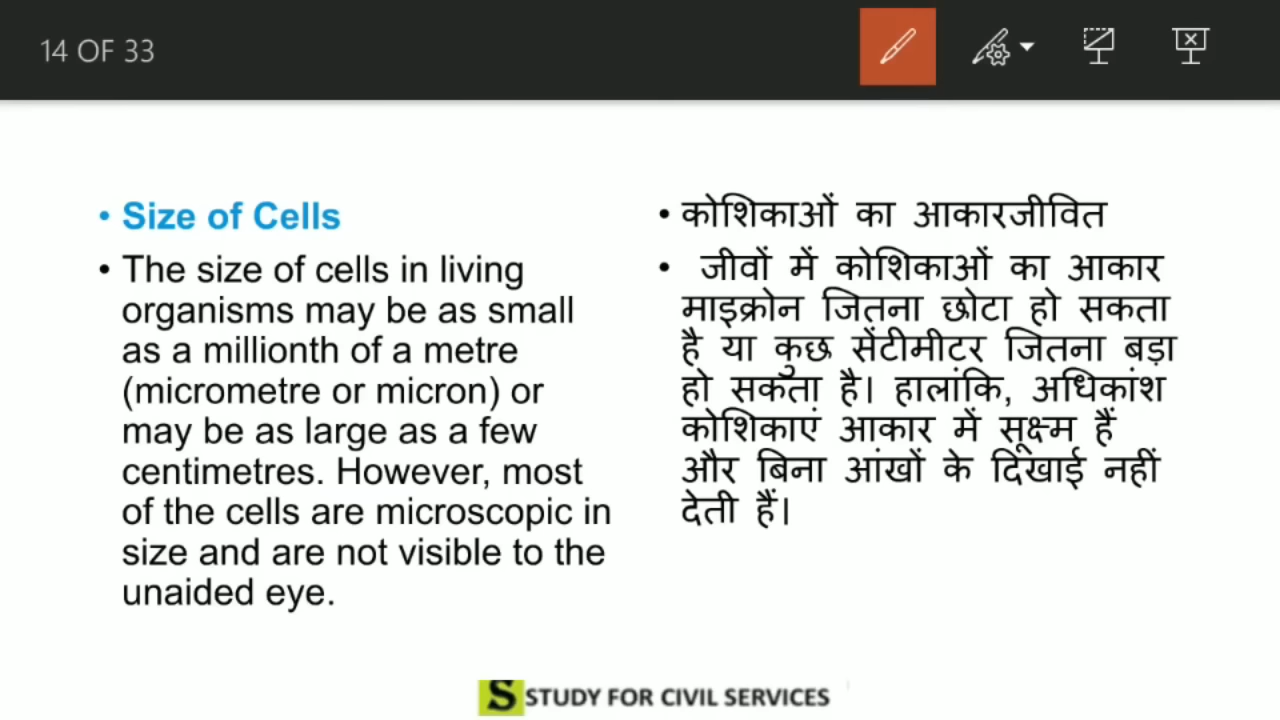 14 OF 33
• Size of Cells
• The size of cells in living
organisms may be as small
as a millionth of a metre
(micrometre or micron) or
may be as large as a few
centimetres. However, most
of the cells are microscopic in
size and are not visible to the
unaided eye.
• कोशिकाओं का आकारजीवित
• जीवों में कोशिकाओं का आकार
माइक्रोन जितना छोटा हो सकता
है या कुछ सेंटीमीटर जितना बड़ा
हो सकता है। हालांकि, अधिकांश
कोशिकाएं आकार में सूक्ष्म हैं
और बिना आंखों के दिखाई नहीं
देती हैं।
S STUDY FOR CIVIL SERVICES